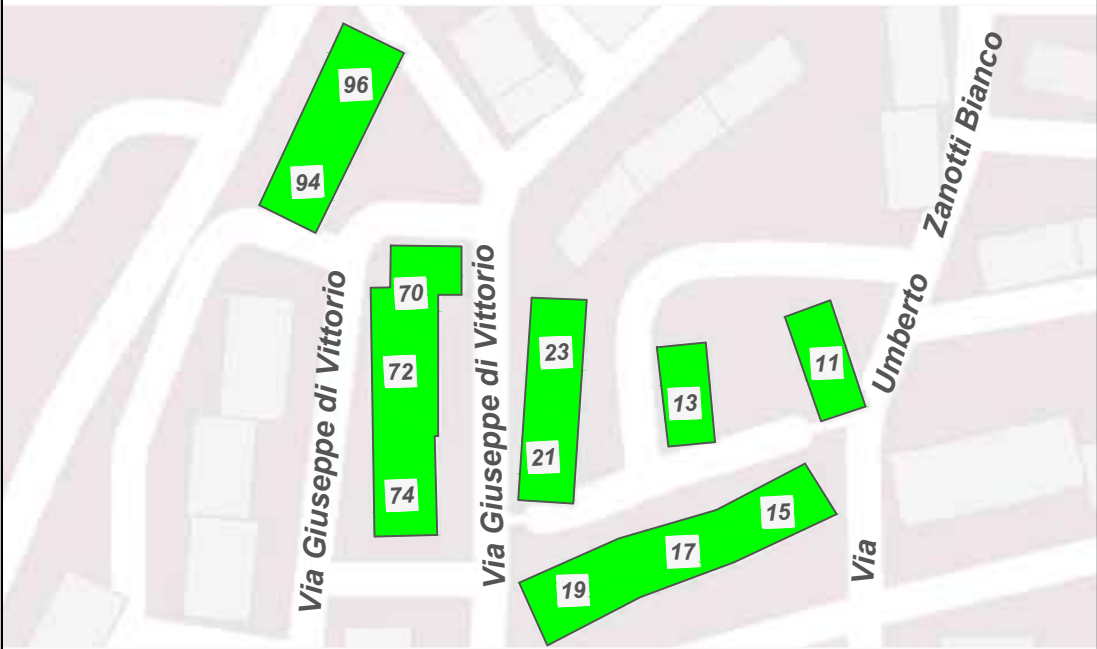 96
94
Zanotti Bianco
Umberto
Via
Via Giuseppe di Vittorio
Via Giuseppe di Vittorio
70
72
74
23
21
13
11
15
17
19